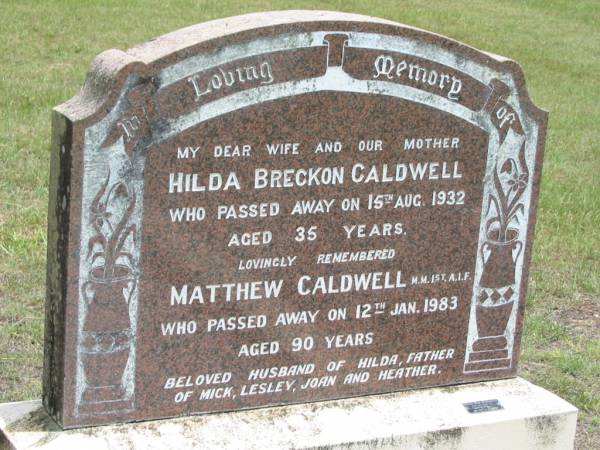 In Loving Memory of
MY DEAR WIFE AND OUR MOTHER
HILDA BRECKON CALDWELL
WHO PASSED AWAY ON 15TH AUG. 1932
AGED 35 YEARS.
LOVINGLY REMEMBERED
MATTHEW CALDWELL M.M. 1ST. A.I.F.
WHO PASSED AWAY ON 12TH JAN. 1983
AGED 90 YEARS
BELOVED HUSBAND OF HILDA, FATHER
OF MICK, LESLEY, JOAN AND HEATHER.